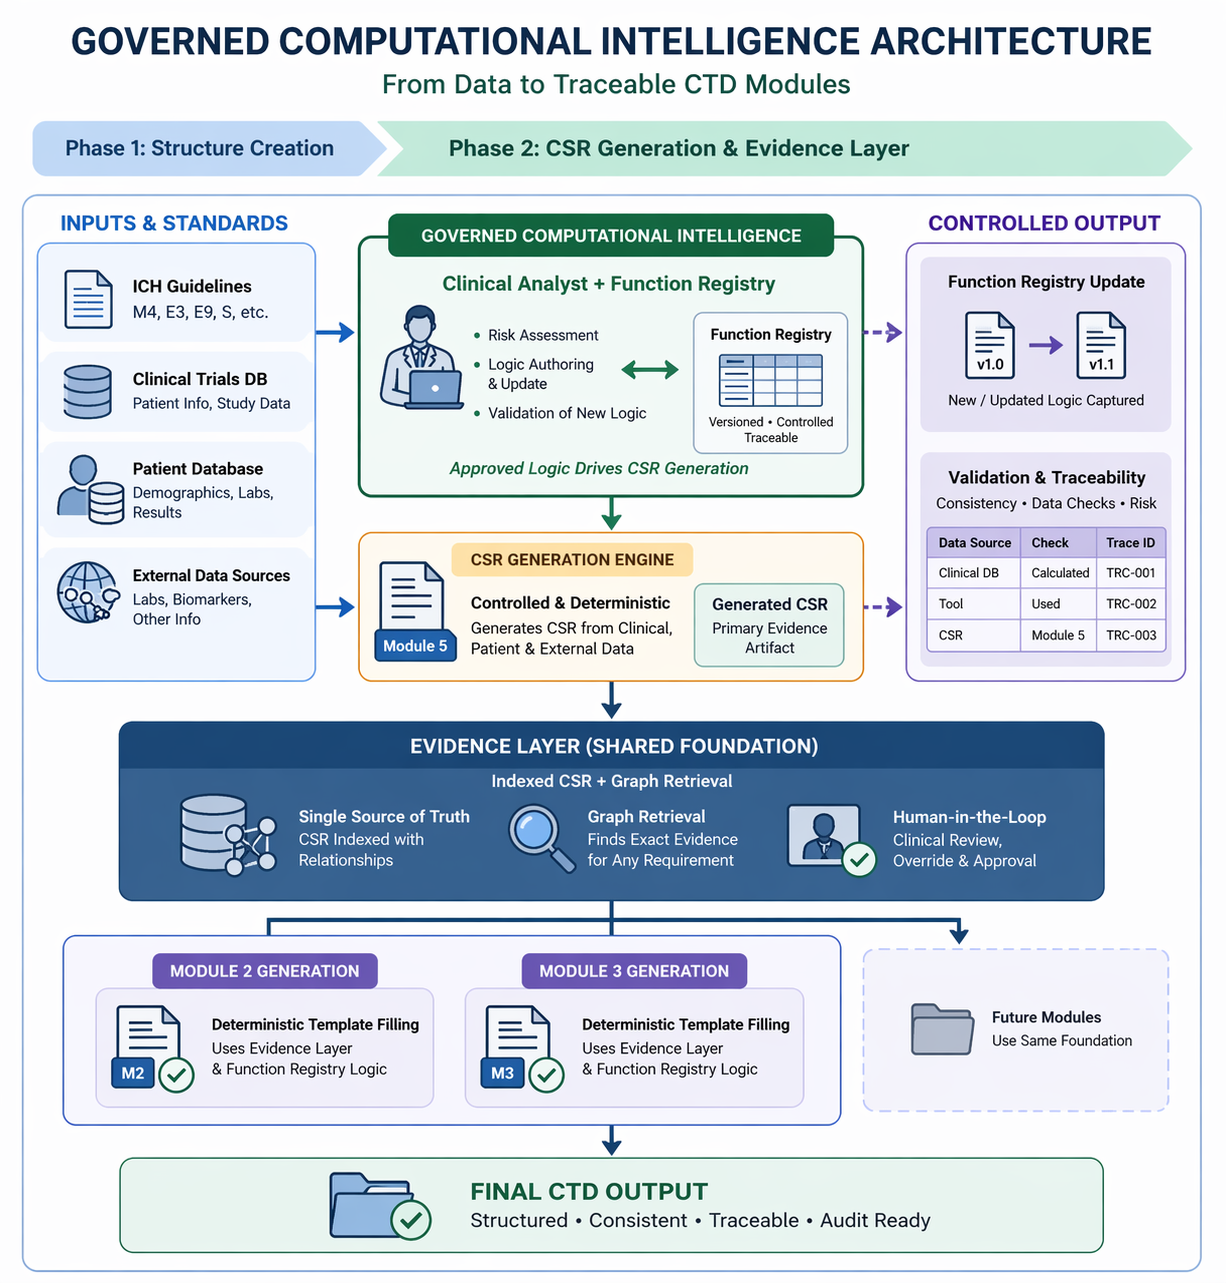 GOVERNED COMPUTATIONAL INTELLIGENCE ARCHITECTURE
From Data to Traceable CTD Modules
Phase 1: Structure Creation
Phase 2: CSR Generation & Evidence Layer
INPUTS & STANDARDS
ICH Guidelines
M4, E3, E9, S, etc.
Clinical Trials DB
Patient Info, Study Data
Patient Database
Demographics, Labs,
Results
External Data Sources
Labs, Biomarkers,
Other Info
GOVERNED COMPUTATIONAL INTELLIGENCE
Clinical Analyst + Function Registry
• Risk Assessment
• Logic Authoring
& Update
• Validation of New Logic
Function Registry
Versioned • Controlled
Traceable
Approved Logic Drives CSR Generation
CSR GENERATION ENGINE
Module 5
Controlled & Deterministic
Generates CSR from Clinical,
Patient & External Data
Generated CSR
Primary Evidence
Artifact
CONTROLLED OUTPUT
Function Registry Update
v1.0
v1.1
New / Updated Logic Captured
Validation & Traceability
Consistency • Data Checks • Risk
Data Source Check Trace ID
Clinical DB Calculated TRC-001
Tool Used TRC-002
CSR Module 5 TRC-003
EVIDENCE LAYER (SHARED FOUNDATION)
Indexed CSR + Graph Retrieval
Single Source of Truth
CSR Indexed with
Relationships
Graph Retrieval
Finds Exact Evidence
for Any Requirement
Human-in-the-Loop
Clinical Review,
Override & Approval
MODULE 2 GENERATION
M2
Deterministic Template Filling
Uses Evidence Layer
& Function Registry Logic
MODULE 3 GENERATION
M3
Deterministic Template Filling
Uses Evidence Layer
& Function Registry Logic
Future Modules
Use Same Foundation
FINAL CTD OUTPUT
Structured • Consistent • Traceable • Audit Ready